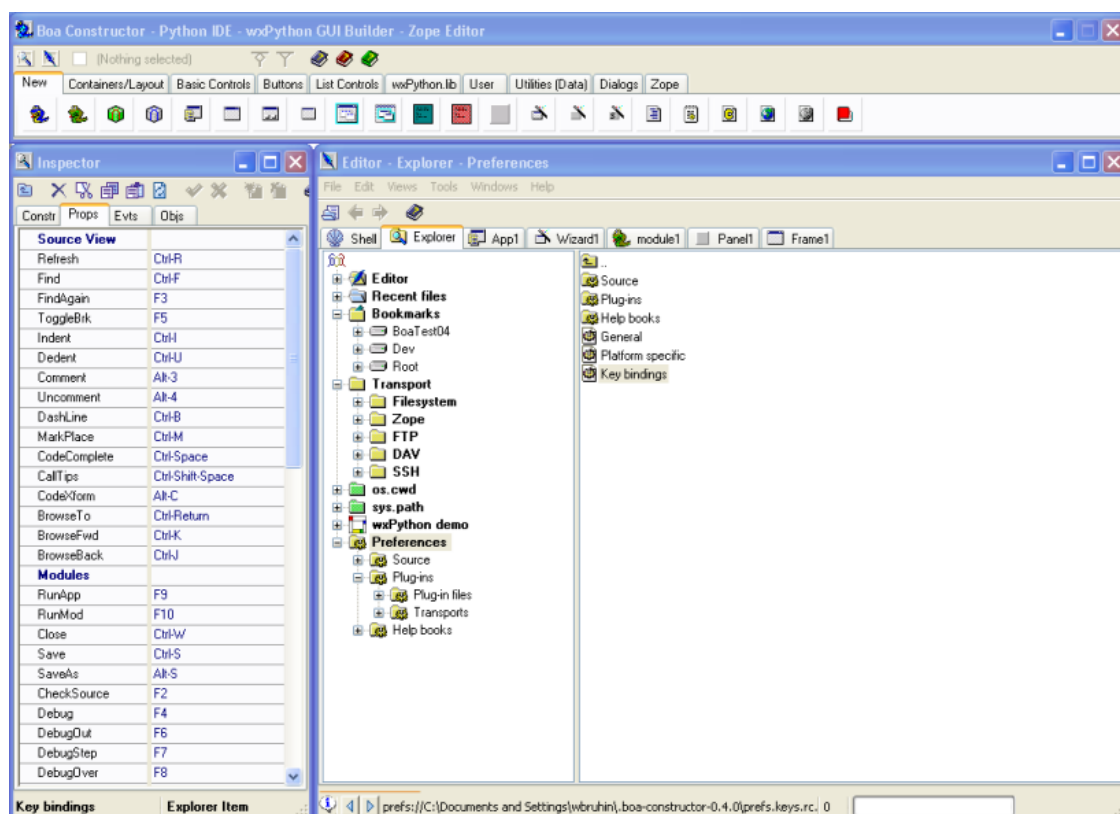 Boa Constructor - Python IDE - wxPython GUI Builder - Zope Editor
(Nothing selected)
New Containers/Layout Basic Controls Buttons List Controls wxPython.lib User Utilities (Data) Dialogs Zope
Inspector
Constr Props Evts Objs
Source View
Refresh Ctrl-R
Find Ctrl-F
FindAgain F3
ToggleBrk F5
Indent Ctrl-I
Dedent Ctrl-U
Comment Alt-3
Uncomment Alt-4
DashLine Ctrl-B
MarkPlace Ctrl-M
CodeComplete Ctrl-Space
CallTips Ctrl-Shift-Space
CodeXform Alt-C
BrowseTo Ctrl-Return
BrowseFwd Ctrl-K
BrowseBack Ctrl-J
Modules
RunApp F9
RunMod F10
Close Ctrl-W
Save Ctrl-S
SaveAs Alt-S
CheckSource F2
Debug F4
DebugOut F6
DebugStep F7
DebugOver F8
Key bindings Explorer Item
Editor - Explorer - Preferences
File Edit Views Tools Windows Help
Shell Explorer App1 Wizard1 module1 Panel1 Frame1
Editor
Recent files
Bookmarks
BoaTest04
Dev
Root
Transport
Filesystem
Zope
FTP
DAV
SSH
os.cwd
sys.path
wxPython demo
Preferences
Source
Plug-ins
Plug-in files
Transports
Help books
..
Source
Plug-ins
Help books
General
Platform specific
Key bindings
prefs://C:\Documents and Settings\wbruhin\.boa-constructor-0.4.0\prefs.keys.rc. 0